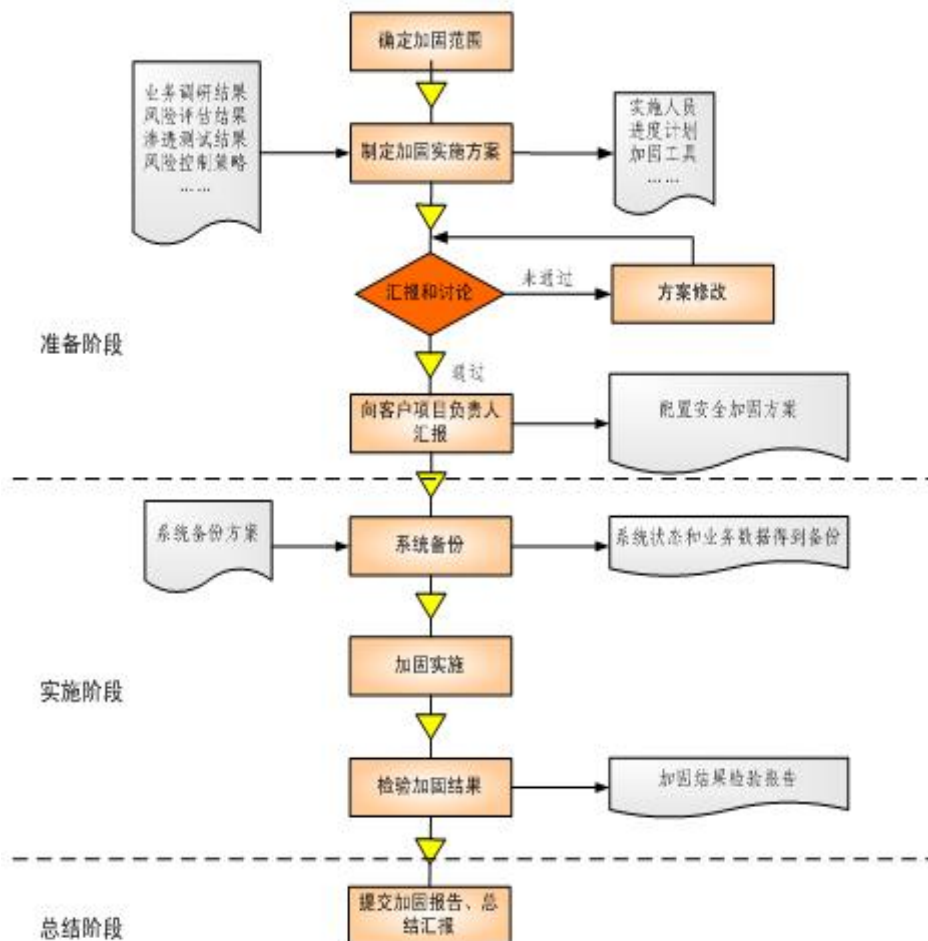 确定加固范围
业务调研结果
风险评估结果
渗透测试结果
风险控制策略
……
制定加固实施方案
实施人员
进度计划
加固工具
……
汇报和讨论
未通过
方案修改
准备阶段
通过
向客户项目负责人
汇报
配置安全加固方案
系统备份方案
系统备份
系统状态和业务数据得到备份
加固实施
实施阶段
检验加固结果
加固结果检验报告
提交加固报告、总
结汇报
总结阶段